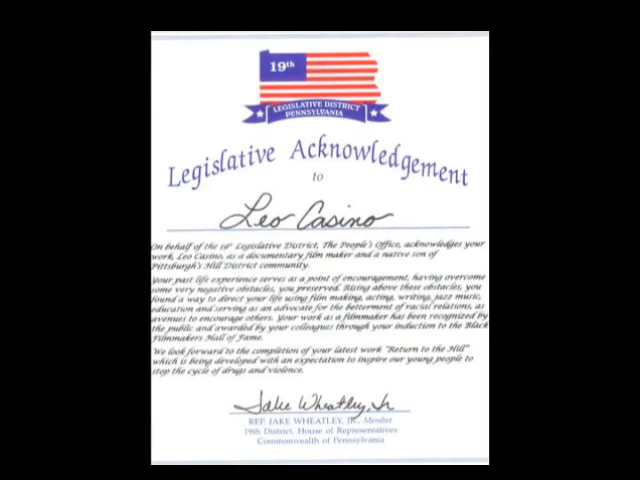 19th
LEGISLATIVE DISTRICT
PENNSYLVANIA
Legislative Acknowledgement
to
Leo Casino
On behalf of the 19th Legislative District, The People's Office, acknowledges your
work, Leo Casino, as a documentary film maker and a native son of
Pittsburgh's Hill District community.
Your past life experience serves as a point of encouragement, having overcome
some very negative obstacles, you preserved. Rising above these obstacles, you
found a way to direct your life using film making, acting, writing, jazz music,
education and serving as an advocate for the betterment of racial relations, as
avenues to encourage others. Your work as a filmmaker has been recognized by
the public and awarded by your colleagues through your induction to the Black
Filmmakers Hall of Fame.
We look forward to the completion of your latest work "Return to the Hill"
which is being developed with an expectation to inspire our young people to
stop the cycle of drugs and violence.
Jake Wheatley, Jr
REP. JAKE WHEATLEY, JR., Member
19th District, House of Representatives
Commonwealth of Pennsylvania